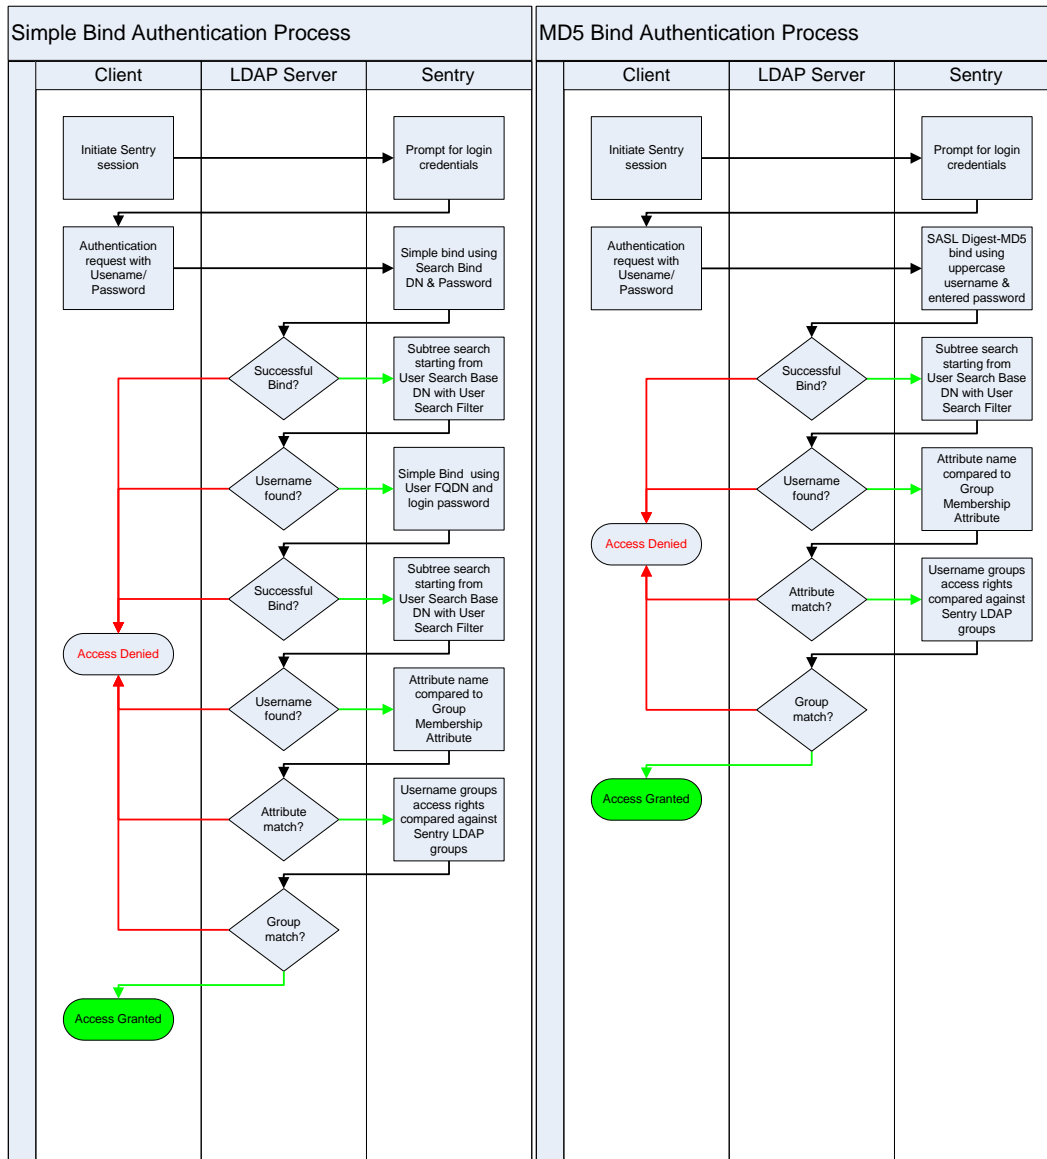 Simple Bind Authentication Process
Client
LDAP Server
Sentry
Initiate Sentry
session
Prompt for login
credentials
Authentication
request with
Usename/
Password
Simple bind using
Search Bind
DN & Password
Successful
Bind?
Subtree search
starting from
User Search Base
DN with User
Search Filter
Username
found?
Simple Bind  using
User FQDN and
login password
Successful
Bind?
Subtree search
starting from
User Search Base
DN with User
Search Filter
Access Denied
Username
found?
Attribute name
compared to
Group
Membership
Attribute
Attribute
match?
Username groups
access rights
compared against
Sentry LDAP
groups
Group
match?
Access Granted
MD5 Bind Authentication Process
Client
LDAP Server
Sentry
Initiate Sentry
session
Prompt for login
credentials
Authentication
request with
Usename/
Password
SASL Digest-MD5
bind using
uppercase
username &
entered password
Successful
Bind?
Subtree search
starting from
User Search Base
DN with User
Search Filter
Username
found?
Attribute name
compared to
Group
Membership
Attribute
Access Denied
Attribute
match?
Username groups
access rights
compared against
Sentry LDAP
groups
Group
match?
Access Granted